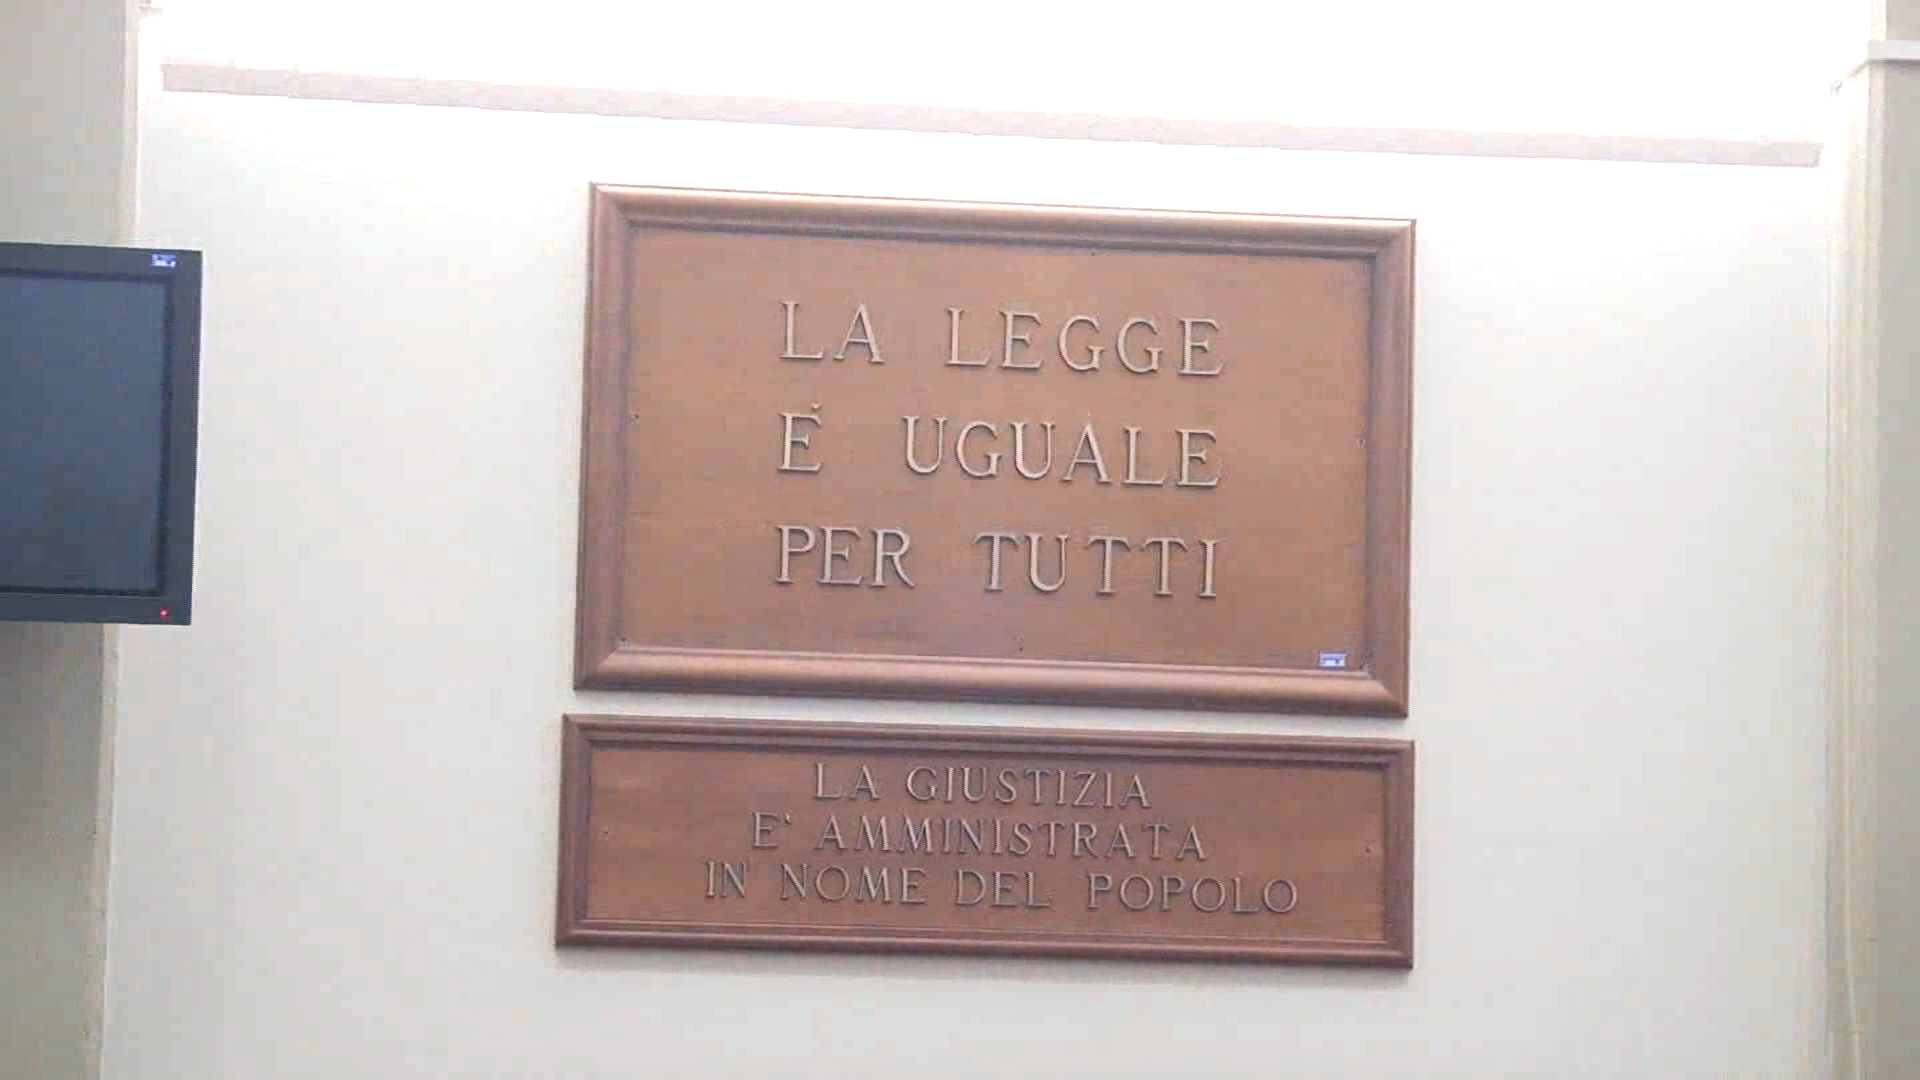 LA LEGGE
È UGUALE
PER TUTTI
LA GIUSTIZIA
E' AMMINISTRATA
IN NOME DEL POPOLO